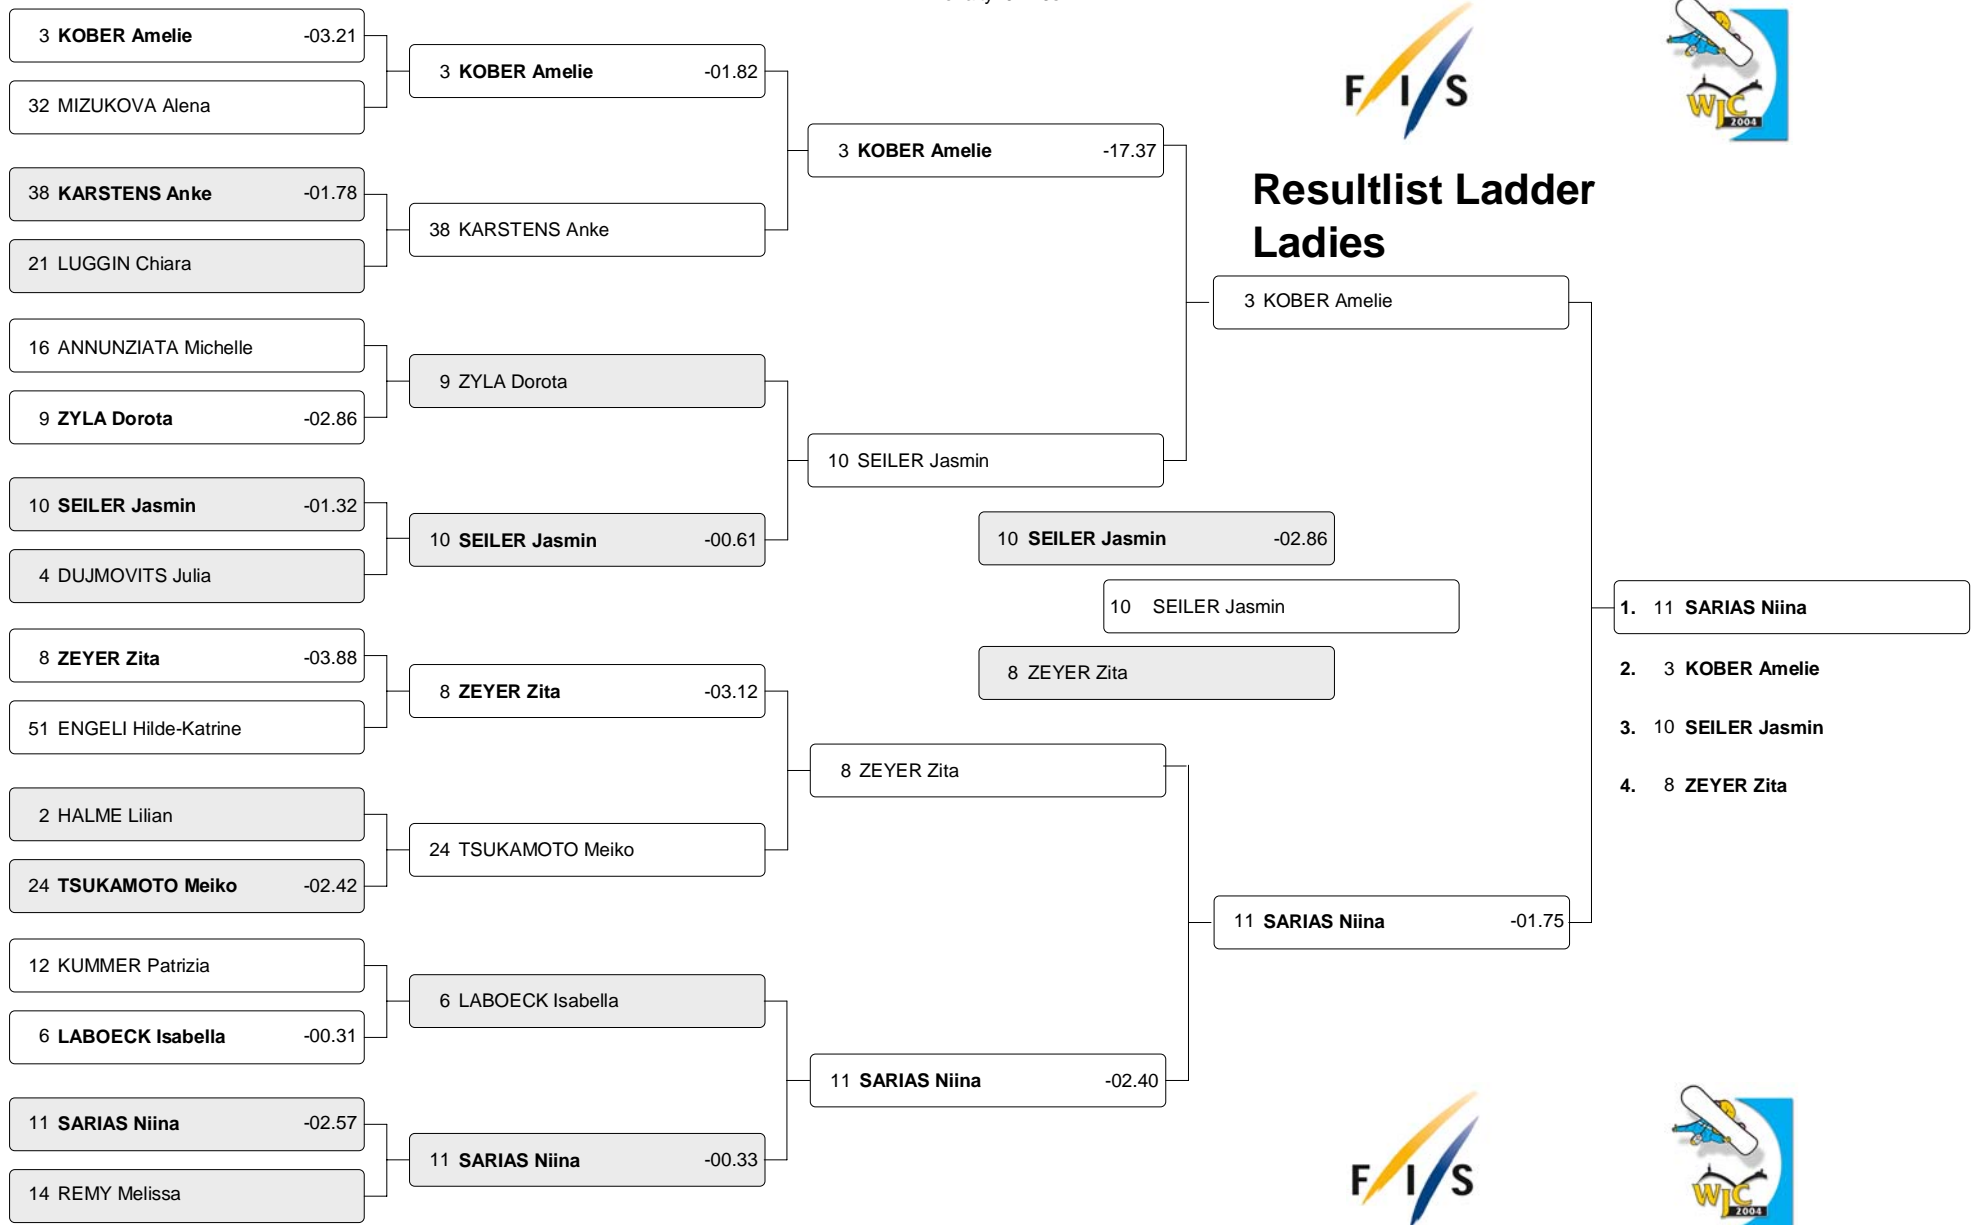 3 KOBER Amelie -03.21
32 MIZUKOVA Alena
38 KARSTENS Anke -01.78
21 LUGGIN Chiara
16 ANNUNZIATA Michelle
9 ZYLA Dorota -02.86
10 SEILER Jasmin -01.32
4 DUJMOVITS Julia
8 ZEYER Zita -03.88
51 ENGELI Hilde-Katrine
2 HALME Lilian
24 TSUKAMOTO Meiko -02.42
12 KUMMER Patrizia
6 LABOECK Isabella -00.31
11 SARIAS Niina -02.57
14 REMY Melissa
3 KOBER Amelie -01.82
38 KARSTENS Anke
9 ZYLA Dorota
10 SEILER Jasmin -00.61
8 ZEYER Zita -03.12
24 TSUKAMOTO Meiko
6 LABOECK Isabella
11 SARIAS Niina -00.33
3 KOBER Amelie -17.37
10 SEILER Jasmin
8 ZEYER Zita
11 SARIAS Niina -02.40
10 SEILER Jasmin -02.86
10 SEILER Jasmin
8 ZEYER Zita
FIS
WJC
2004
Resultlist Ladder
Ladies
3 KOBER Amelie
11 SARIAS Niina -01.75
1. 11 SARIAS Niina
2. 3 KOBER Amelie
3. 10 SEILER Jasmin
4. 8 ZEYER Zita
FIS
WJC
2004